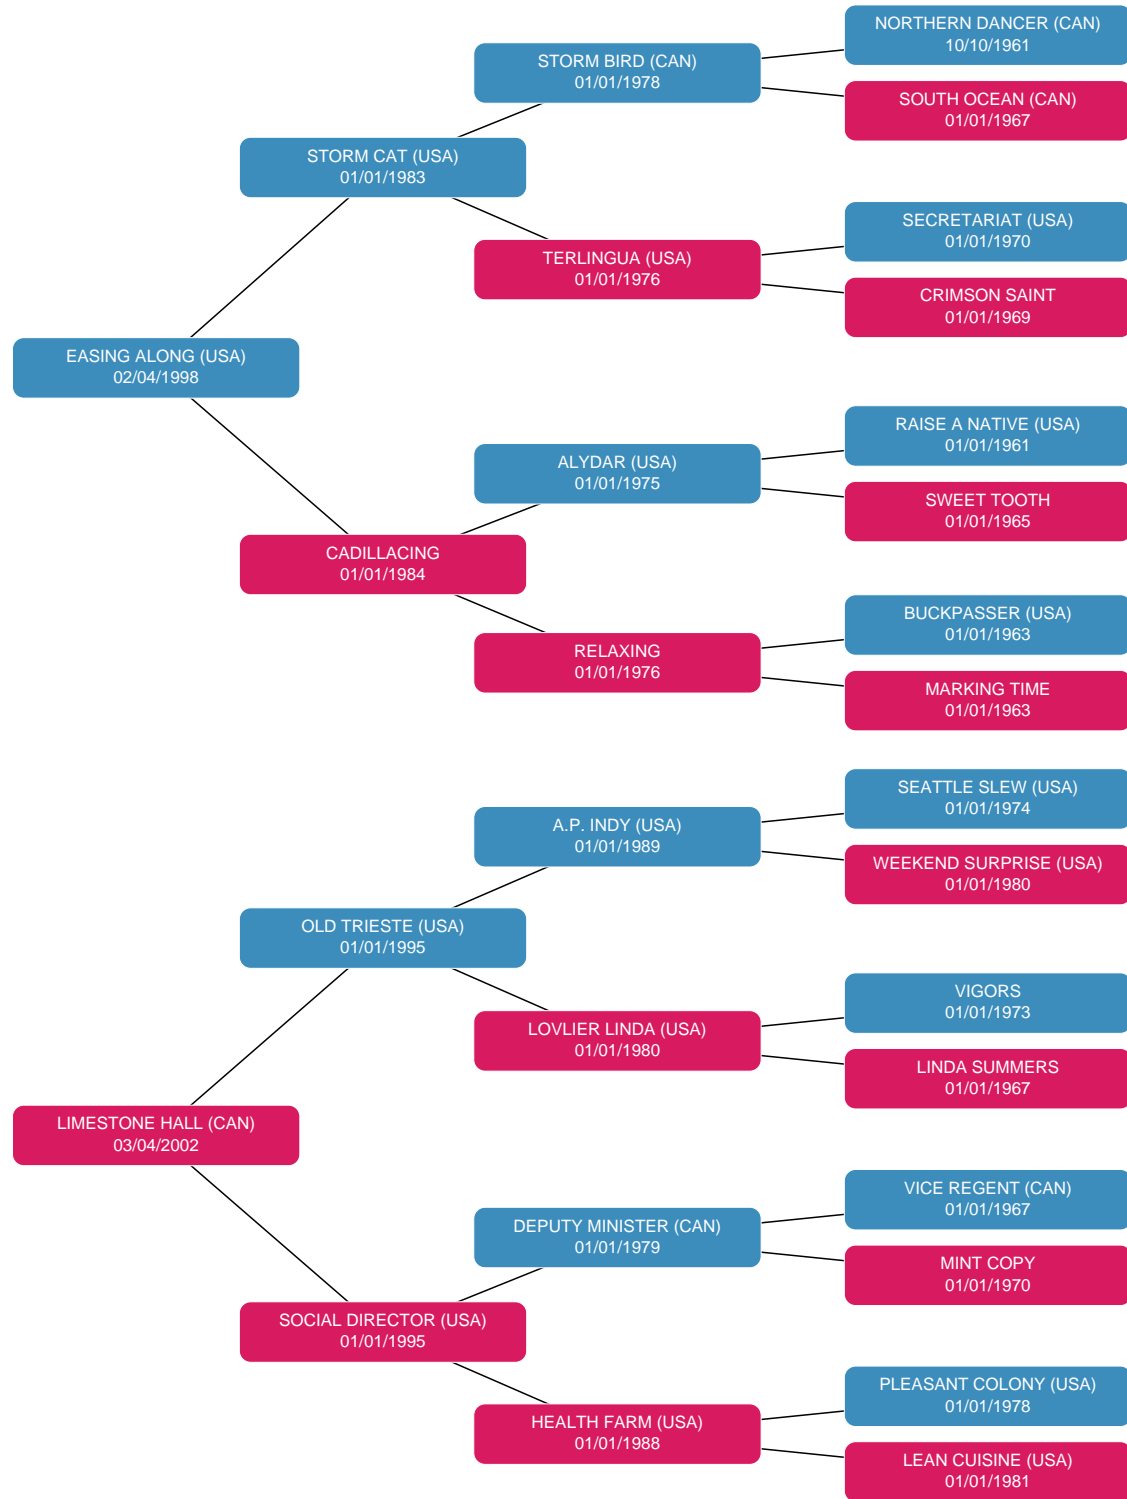 NORTHERN DANCER (CAN)
10/10/1961
STORM BIRD (CAN)
01/01/1978
SOUTH OCEAN (CAN)
01/01/1967
STORM CAT (USA)
01/01/1983
SECRETARIAT (USA)
01/01/1970
TERLINGUA (USA)
01/01/1976
CRIMSON SAINT
01/01/1969
EASING ALONG (USA)
02/04/1998
RAISE A NATIVE (USA)
01/01/1961
ALYDAR (USA)
01/01/1975
SWEET TOOTH
01/01/1965
CADILLACING
01/01/1984
BUCKPASSER (USA)
01/01/1963
RELAXING
01/01/1976
MARKING TIME
01/01/1963
SEATTLE SLEW (USA)
01/01/1974
A.P. INDY (USA)
01/01/1989
WEEKEND SURPRISE (USA)
01/01/1980
OLD TRIESTE (USA)
01/01/1995
VIGORS
01/01/1973
LOVLIER LINDA (USA)
01/01/1980
LINDA SUMMERS
01/01/1967
LIMESTONE HALL (CAN)
03/04/2002
VICE REGENT (CAN)
01/01/1967
DEPUTY MINISTER (CAN)
01/01/1979
MINT COPY
01/01/1970
SOCIAL DIRECTOR (USA)
01/01/1995
PLEASANT COLONY (USA)
01/01/1978
HEALTH FARM (USA)
01/01/1988
LEAN CUISINE (USA)
01/01/1981